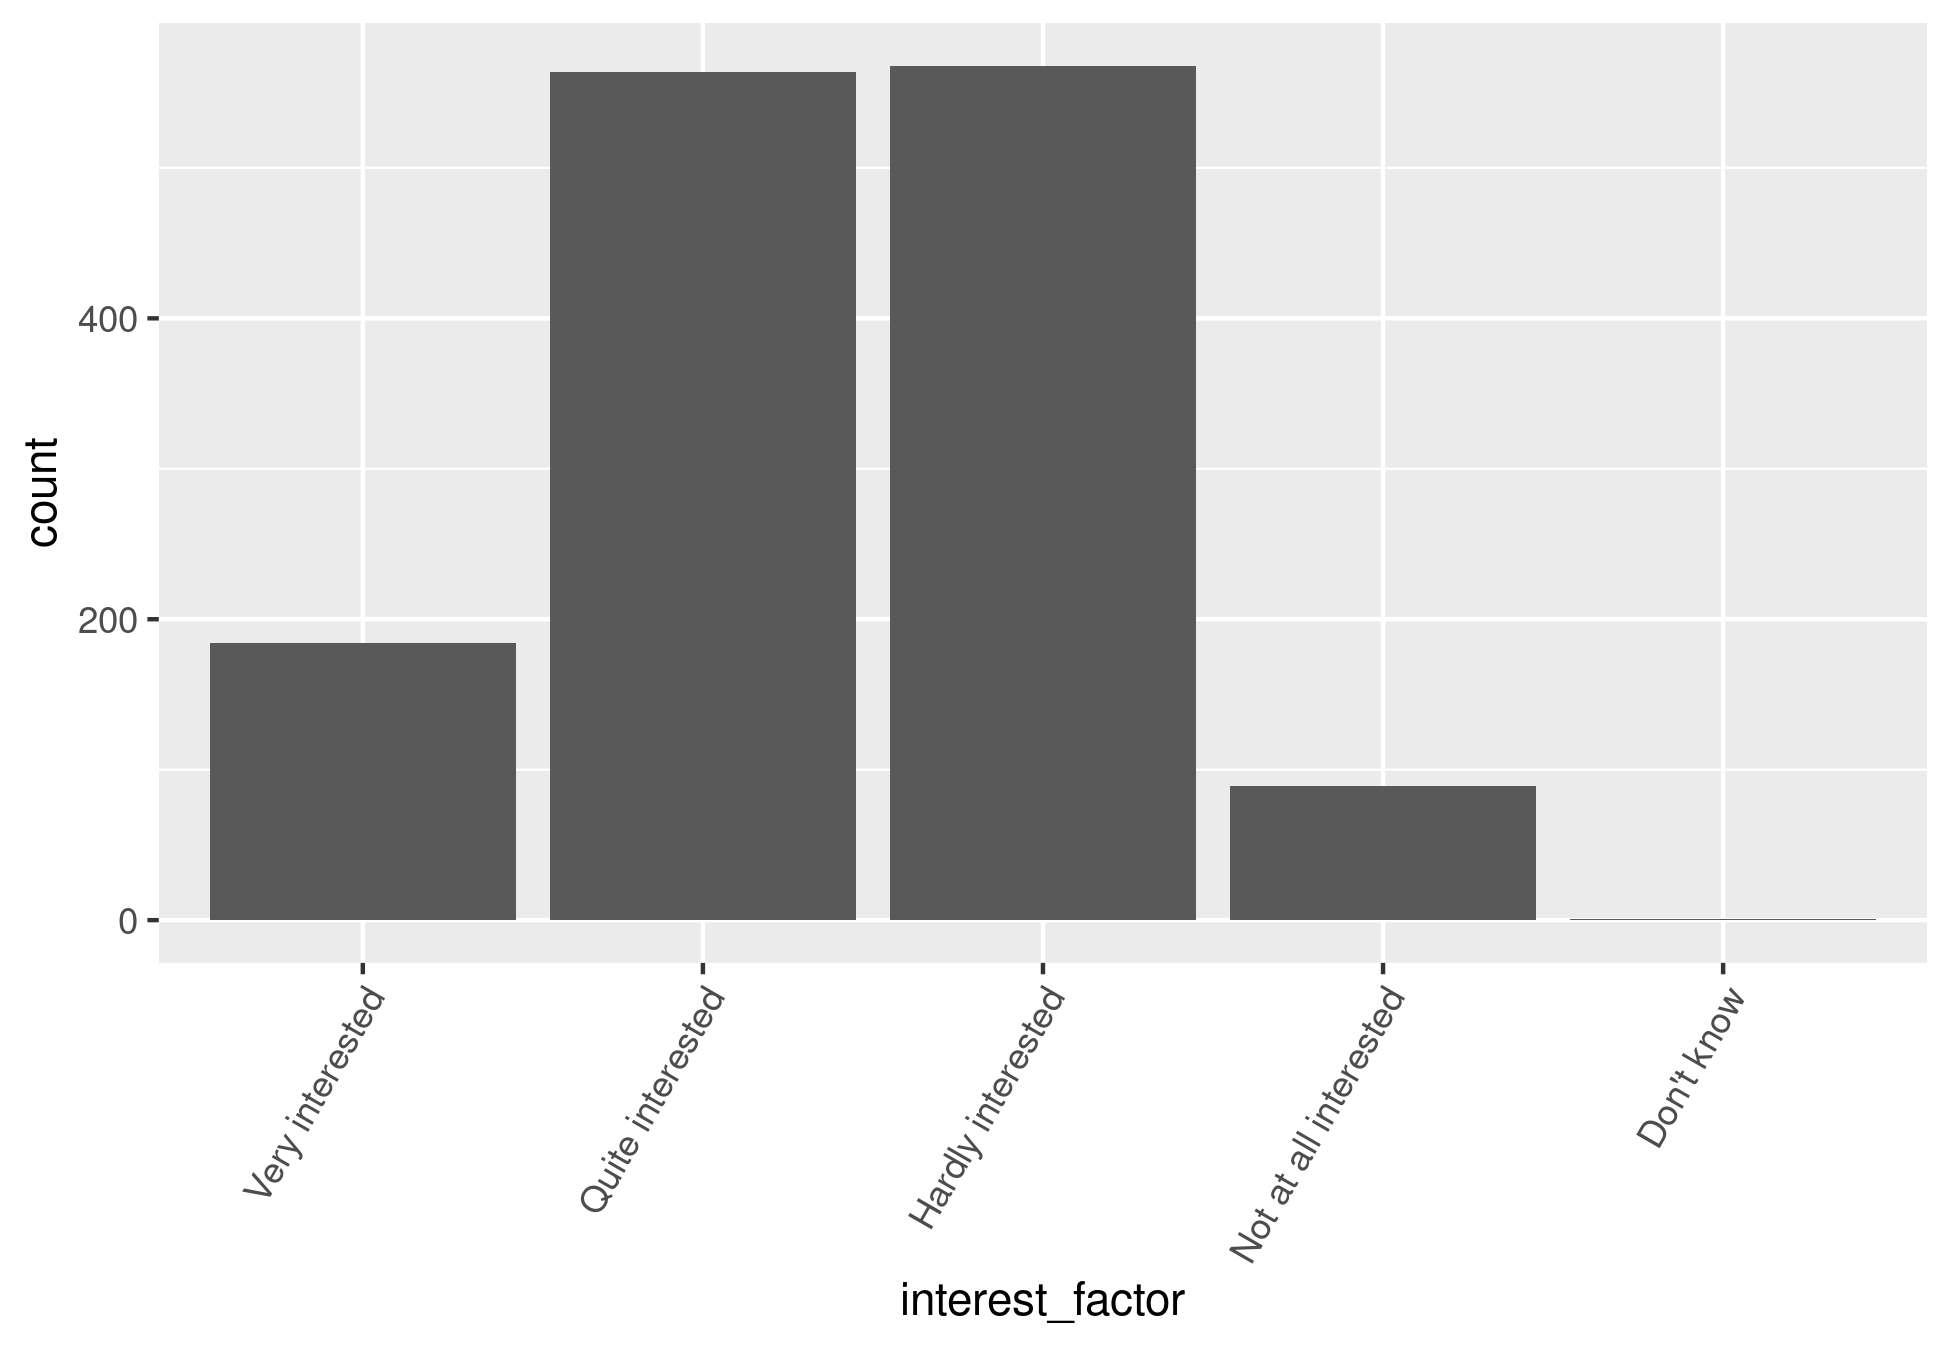 count
400
200
0
Very interested
Quite interested
Hardly interested
Not at all interested
Don't know
interest_factor